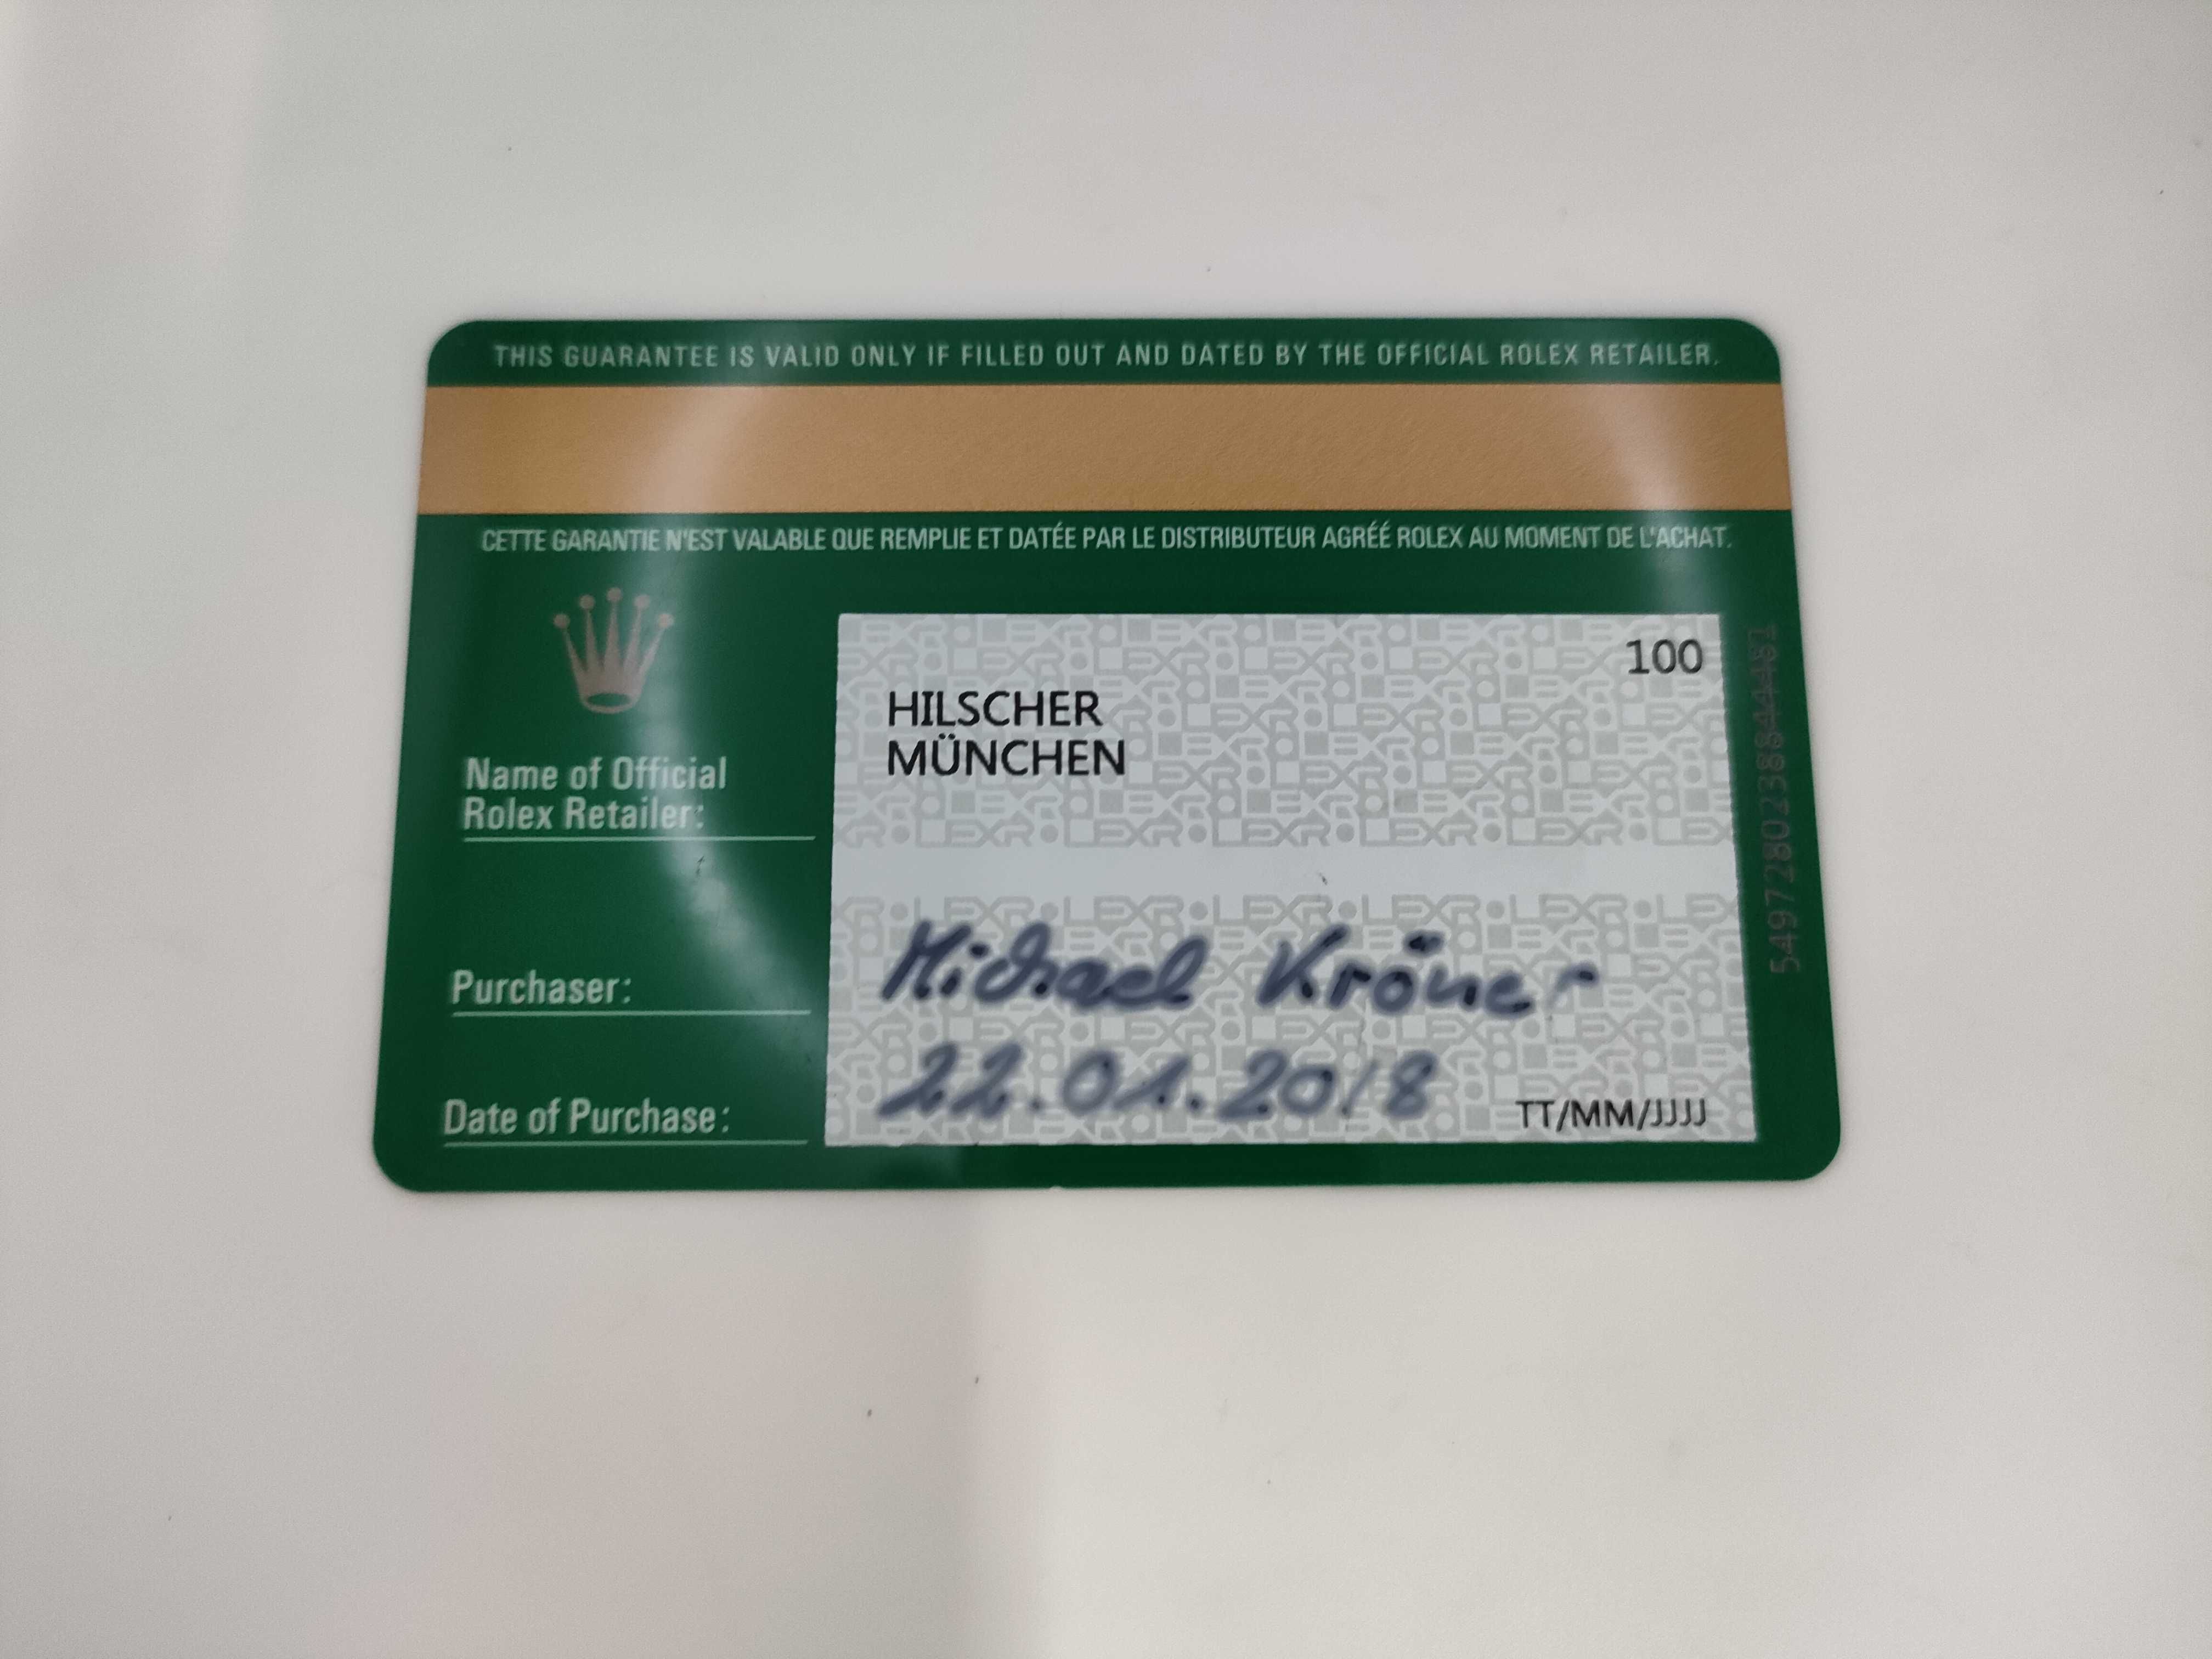 THIS GUARANTEE IS VALID ONLY IF FILLED OUT AND DATED BY THE OFFICIAL ROLEX RETAILER.
CETTE GARANTIE N'EST VALABLE QUE REMPLIE ET DATÉE PAR LE DISTRIBUTEUR AGRÉÉ ROLEX AU MOMENT DE L'ACHAT.
100
HILSCHER
MÜNCHEN
Name of Official
Rolex Retailer:
Purchaser:
Michael Kröner
Date of Purchase:
22.01.2018
TT/MM/JJJJ